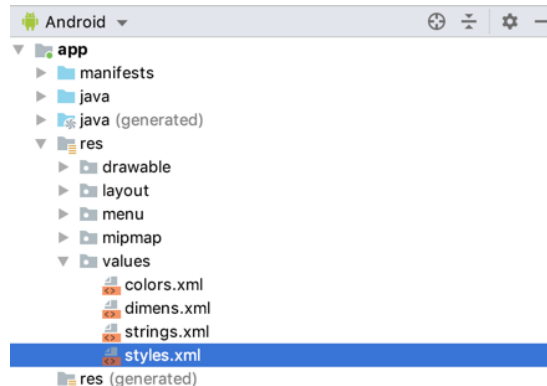 Android
app
manifests
java
java (generated)
res
drawable
layout
menu
mipmap
values
colors.xml
dimens.xml
strings.xml
styles.xml
res (generated)